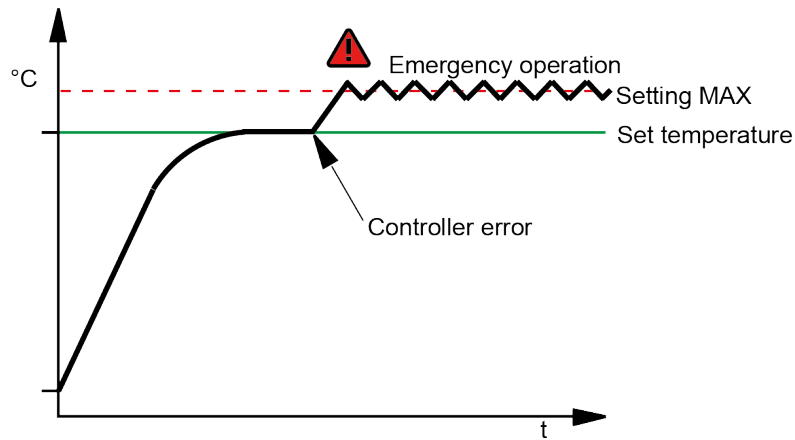 !
Emergency operation
°C
Setting MAX
Set temperature
Controller error
t